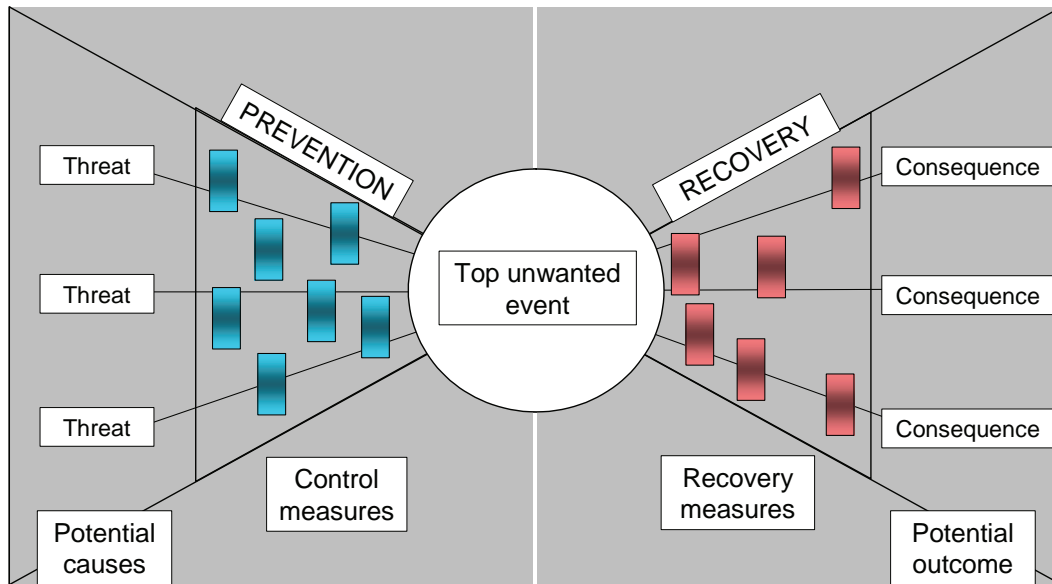 PREVENTION
RECOVERY
Threat
Consequence
Top unwanted
event
Threat
Consequence
Threat
Consequence
Control
measures
Recovery
measures
Potential
causes
Potential
outcome